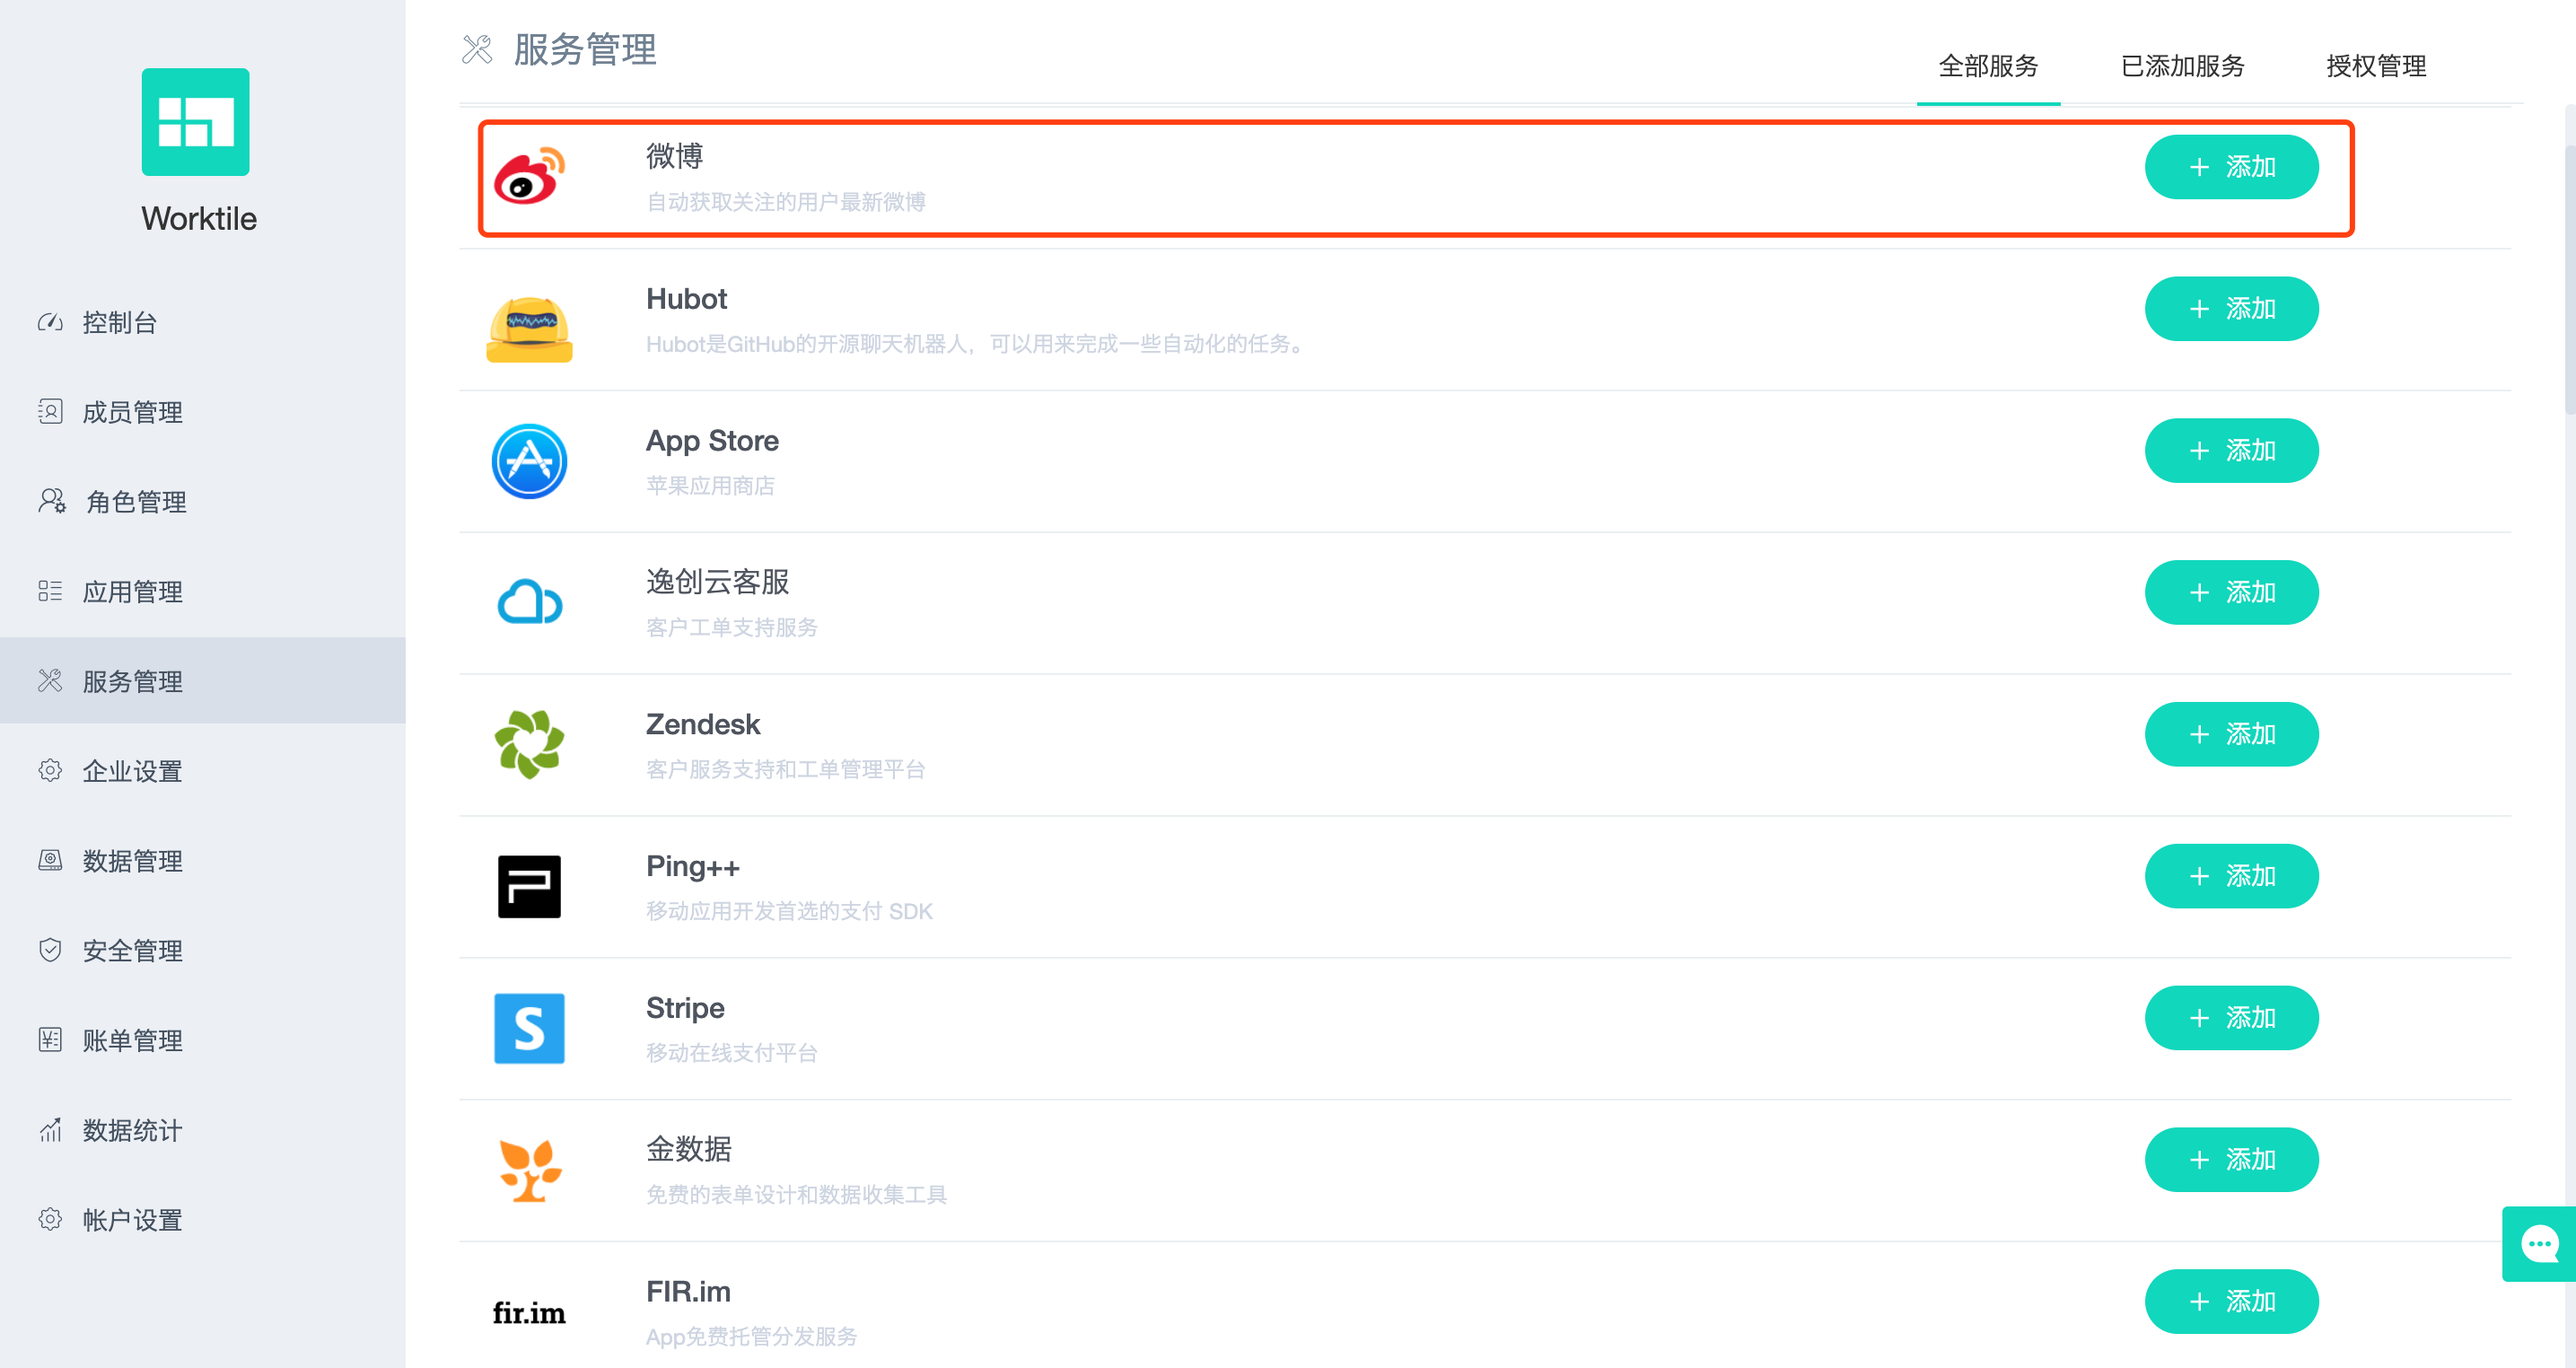 Worktile
控制台
成员管理
角色管理
应用管理
服务管理
企业设置
数据管理
安全管理
账单管理
数据统计
帐户设置
服务管理
全部服务 已添加服务 授权管理
微博
自动获取关注的用户最新微博
+ 添加
Hubot
Hubot是GitHub的开源聊天机器人，可以用来完成一些自动化的任务。
+ 添加
App Store
苹果应用商店
+ 添加
逸创云客服
客户工单支持服务
+ 添加
Zendesk
客户服务支持和工单管理平台
+ 添加
Ping++
移动应用开发首选的支付 SDK
+ 添加
S
Stripe
移动在线支付平台
+ 添加
金数据
免费的表单设计和数据收集工具
+ 添加
fir.im
FIR.im
App免费托管分发服务
+ 添加